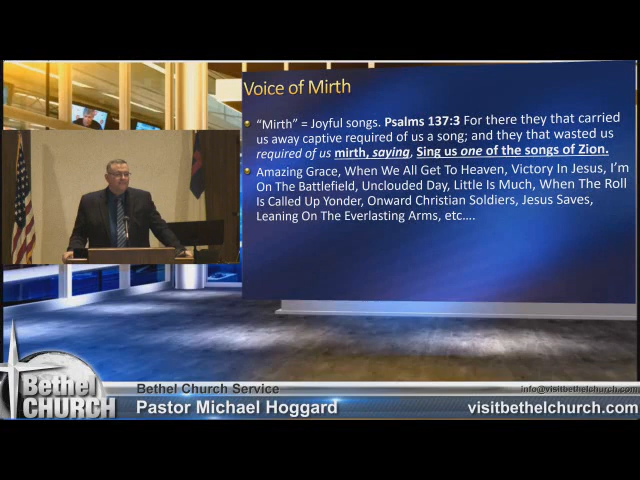 Voice of Mirth
“Mirth” = Joyful songs. Psalms 137:3 For there they that carried
us away captive required of us a song; and they that wasted us
required of us mirth, saying, Sing us one of the songs of Zion.
Amazing Grace, When We All Get To Heaven, Victory In Jesus, I’m
On The Battlefield, Unclouded Day, Little Is Much, When The Roll
Is Called Up Yonder, Onward Christian Soldiers, Jesus Saves,
Leaning On The Everlasting Arms, etc….
Bethel
CHURCH
Bethel Church Service
info@visitbethelchurch.com
Pastor Michael Hoggard
visitbethelchurch.com